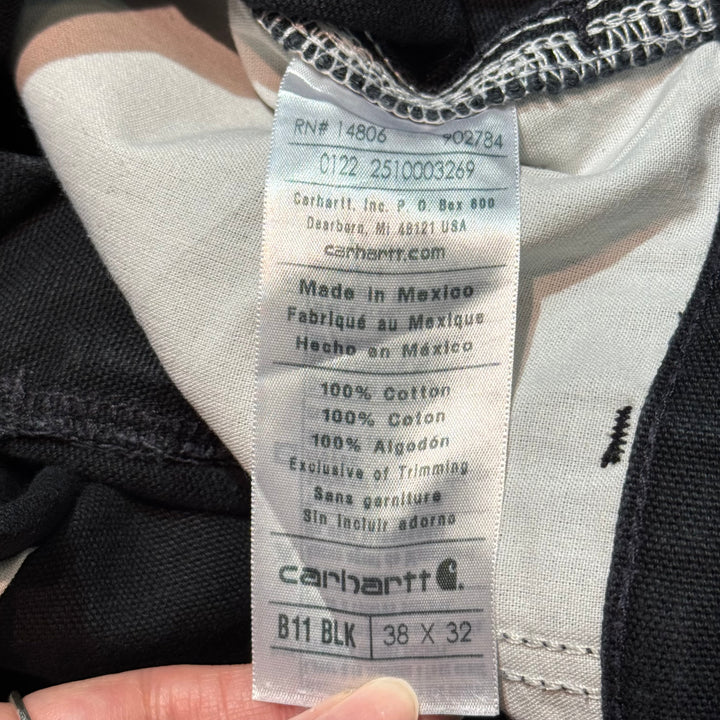 RN# 14806 902784
0122 2510003269
Carhartt, Inc. P. O. Box 600
Dearborn, MI 48121 USA
carhartt.com
Made in Mexico
Fabriqué au Mexique
Hecho en México
100% Cotton
100% Coton
100% Algodón
Exclusive of Trimming
Sans garniture
Sin incluir adorno
carhartt
B11 BLK 38 X 32